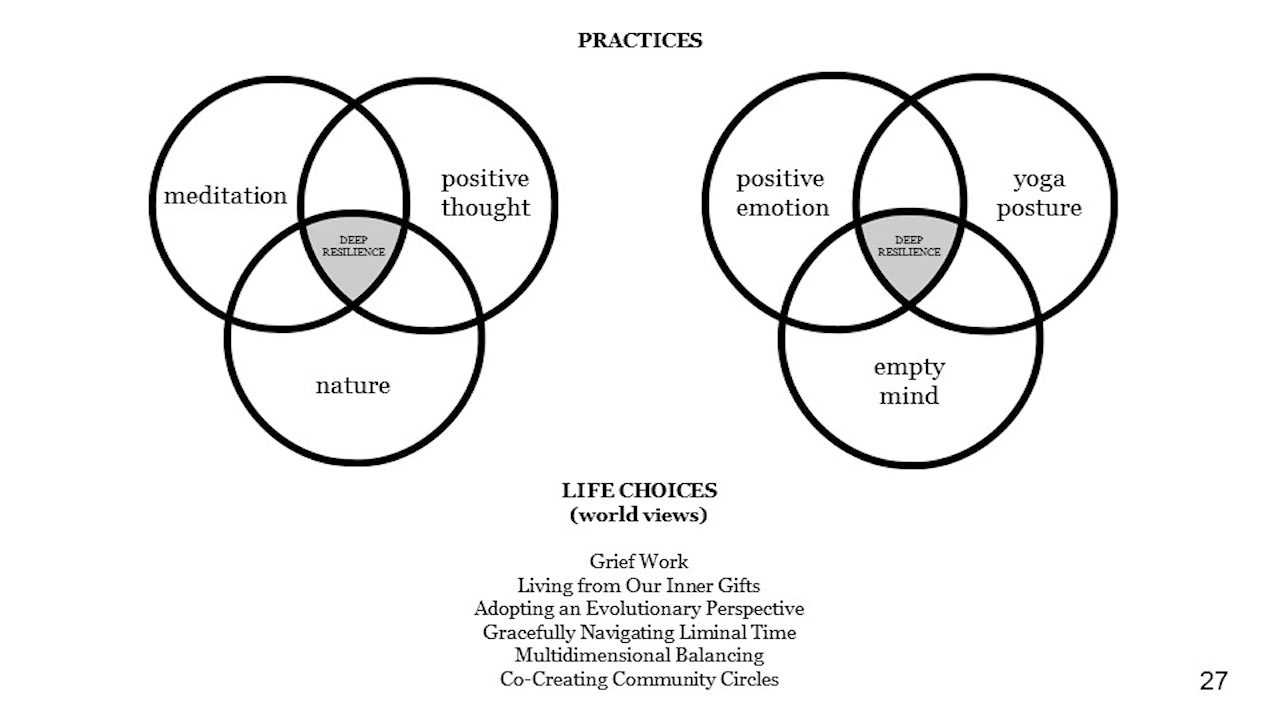 PRACTICES
meditation
positive
thought
DEEP
RESILIENCE
nature
positive
emotion
yoga
posture
DEEP
RESILIENCE
empty
mind
LIFE CHOICES
(world views)
Grief Work
Living from Our Inner Gifts
Adopting an Evolutionary Perspective
Gracefully Navigating Liminal Time
Multidimensional Balancing
Co-Creating Community Circles
27